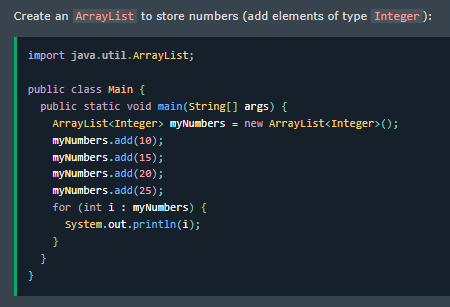 Create an ArrayList to store numbers (add elements of type Integer):
import java.util.ArrayList;
public class Main {
  public static void main(String[] args) {
    ArrayList<Integer> myNumbers = new ArrayList<Integer>();
    myNumbers.add(10);
    myNumbers.add(15);
    myNumbers.add(20);
    myNumbers.add(25);
    for (int i : myNumbers) {
      System.out.println(i);
    }
  }
}